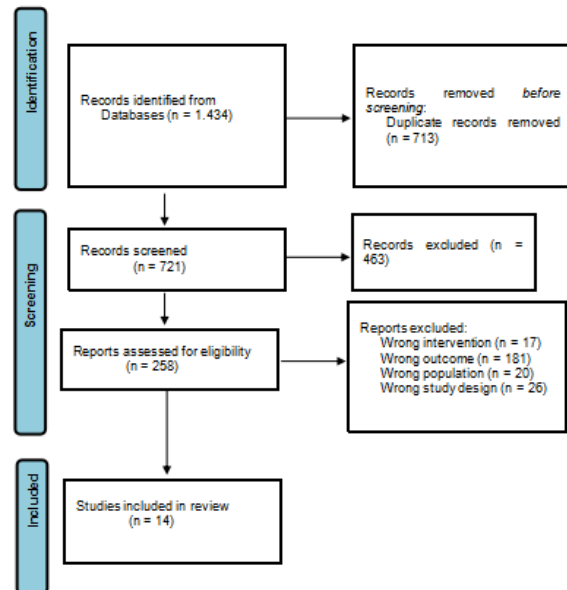 Identification
Records identified from
Databases (n = 1.434)
Records removed before
screening:
Duplicate records removed
(n = 713)
Screening
Records screened
(n = 721)
Records excluded (n =
463)
Reports assessed for eligibility
(n = 258)
Reports excluded:
Wrong intervention (n = 17)
Wrong outcome (n = 181)
Wrong population (n = 20)
Wrong study design (n = 26)
Included
Studies included in review
(n = 14)